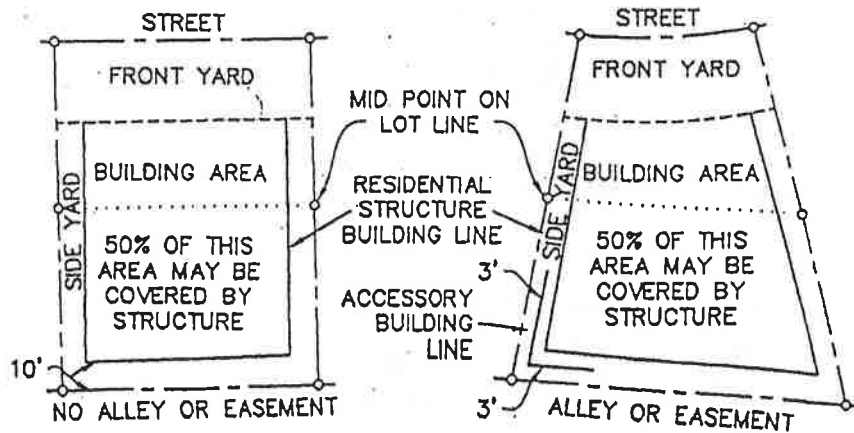 STREET
FRONT YARD
SIDE YARD
BUILDING AREA
50% OF THIS
AREA MAY BE
COVERED BY
STRUCTURE
10'
NO ALLEY OR EASEMENT
MID POINT ON
LOT LINE
RESIDENTIAL
STRUCTURE
BUILDING LINE
3'
ACCESSORY
BUILDING
LINE
3'
STREET
FRONT YARD
SIDE YARD
BUILDING AREA
50% OF THIS
AREA MAY BE
COVERED BY
STRUCTURE
ALLEY OR EASEMENT